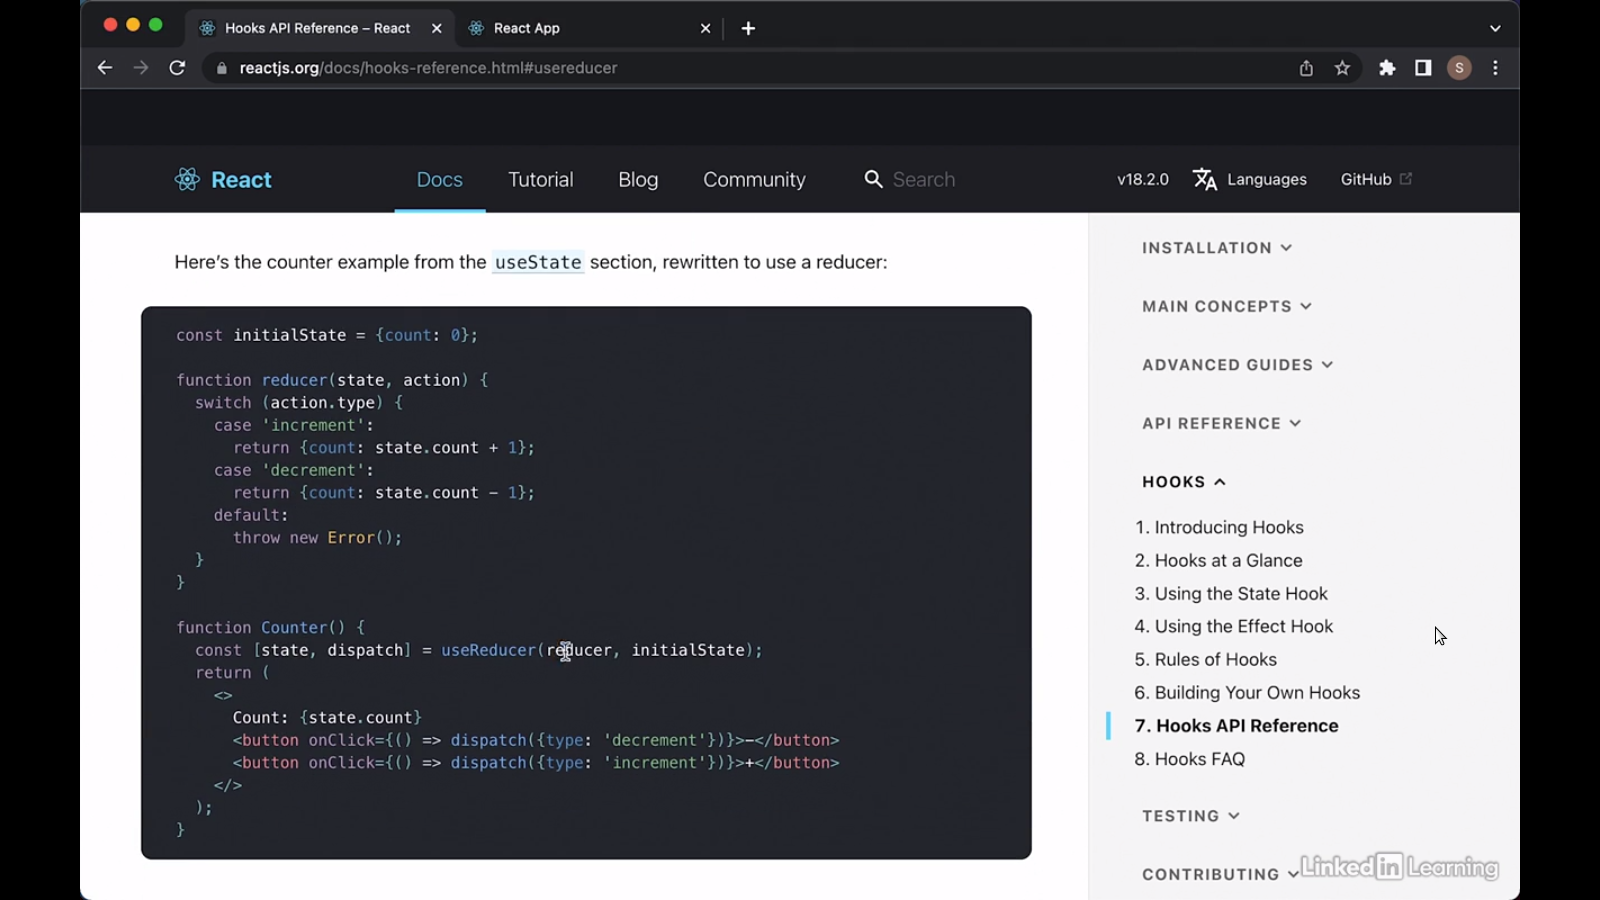 Hooks API Reference – React
React App
reactjs.org/docs/hooks-reference.html#usereducer
S
React
Docs
Tutorial
Blog
Community
Search
v18.2.0
Languages
GitHub
Here's the counter example from the useState section, rewritten to use a reducer:
const initialState = {count: 0};
function reducer(state, action) {
switch (action.type) {
case 'increment':
return {count: state.count + 1};
case 'decrement':
return {count: state.count - 1};
default:
throw new Error();
}
}
function Counter() {
const [state, dispatch] = useReducer(reducer, initialState);
return (
<>
Count: {state.count}
<button onClick={() => dispatch({type: 'decrement'})}>-</button>
<button onClick={() => dispatch({type: 'increment'})}>+</button>
</>
);
}
INSTALLATION
MAIN CONCEPTS
ADVANCED GUIDES
API REFERENCE
HOOKS
1. Introducing Hooks
2. Hooks at a Glance
3. Using the State Hook
4. Using the Effect Hook
5. Rules of Hooks
6. Building Your Own Hooks
7. Hooks API Reference
8. Hooks FAQ
TESTING
CONTRIBUTING
LinkedIn Learning